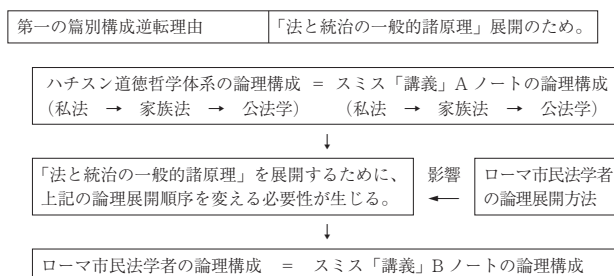 第一の篇別構成逆転理由 「法と統治の一般的諸原理」展開のため。
ハチスン道徳哲学体系の論理構成 = スミス「講義」A ノートの論理構成
(私法 → 家族法 → 公法学) (私法 → 家族法 → 公法学)
↓
「法と統治の一般的諸原理」を展開するために、
上記の論理展開順序を変える必要性が生じる。
影響
←
ローマ市民法学者
の論理展開方法
↓
ローマ市民法学者の論理構成 = スミス「講義」B ノートの論理構成